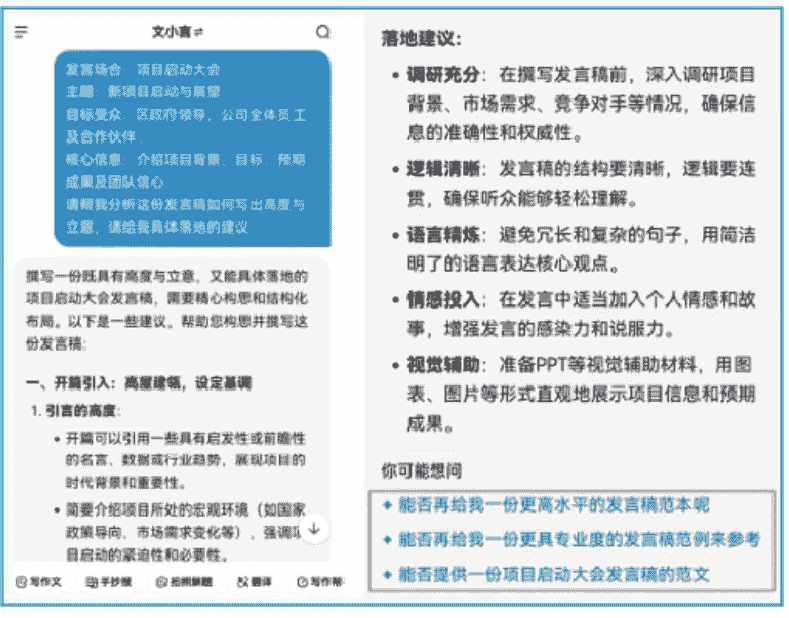 文小言
发言场合：项目启动大会
主题：新项目启动与展望
目标受众：区政府领导，公司全体员工
及合作伙伴
核心信息：介绍项目背景、目标、预期
成果及团队信心
请帮我分析这份发言稿如何写出高度与
立意，请给我具体落地的建议
撰写一份既具有高度与立意，又能具体落地的
项目启动大会发言稿，需要精心构思和结构化
布局。以下是一些建议，帮助您构思并撰写这
份发言稿：
一、开篇引入：高屋建瓴，设定基调
1. 引言的高度：
• 开篇可以引用一些具有启发性或前瞻性
的名言、数据或行业趋势，展现项目的
时代背景和重要性。
• 简要介绍项目所处的宏观环境（如国家
政策导向、市场需求变化等），强调项
目启动的紧迫性和必要性。
写作文 手抄报 拍照解题 翻译 写作帮
落地建议：
• 调研充分：在撰写发言稿前，深入调研项目
背景、市场需求、竞争对手等情况，确保信
息的准确性和权威性。
• 逻辑清晰：发言稿的结构要清晰，逻辑要连
贯，确保听众能够轻松理解。
• 语言精炼：避免冗长和复杂的句子，用简洁
明了的语言表达核心观点。
• 情感投入：在发言中适当加入个人情感和故
事，增强发言的感染力和说服力。
• 视觉辅助：准备PPT等视觉辅助材料，用图
表、图片等形式直观地展示项目信息和预期
成果。
你可能想问
能否再给我一份更高水平的发言稿范本呢
能否再给我一份更具专业度的发言稿范例来参考
能否提供一份项目启动大会发言稿的范文